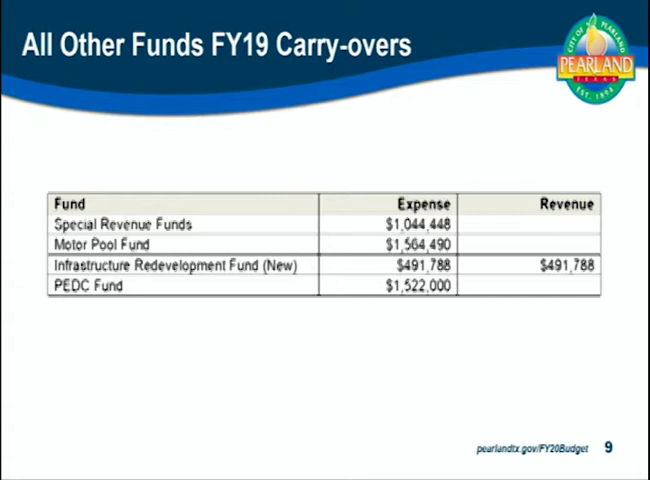 All Other Funds FY19 Carry-overs
CITY OF PEARLAND
PEARLAND
TEXAS
EST. 1894
Fund Expense Revenue
Special Revenue Funds $1,044,448
Motor Pool Fund $1,564,490
Infrastructure Redevelopment Fund (New) $491,788 $491,788
PEDC Fund $1,522,000
pearlandtx.gov/FY20Budget 9